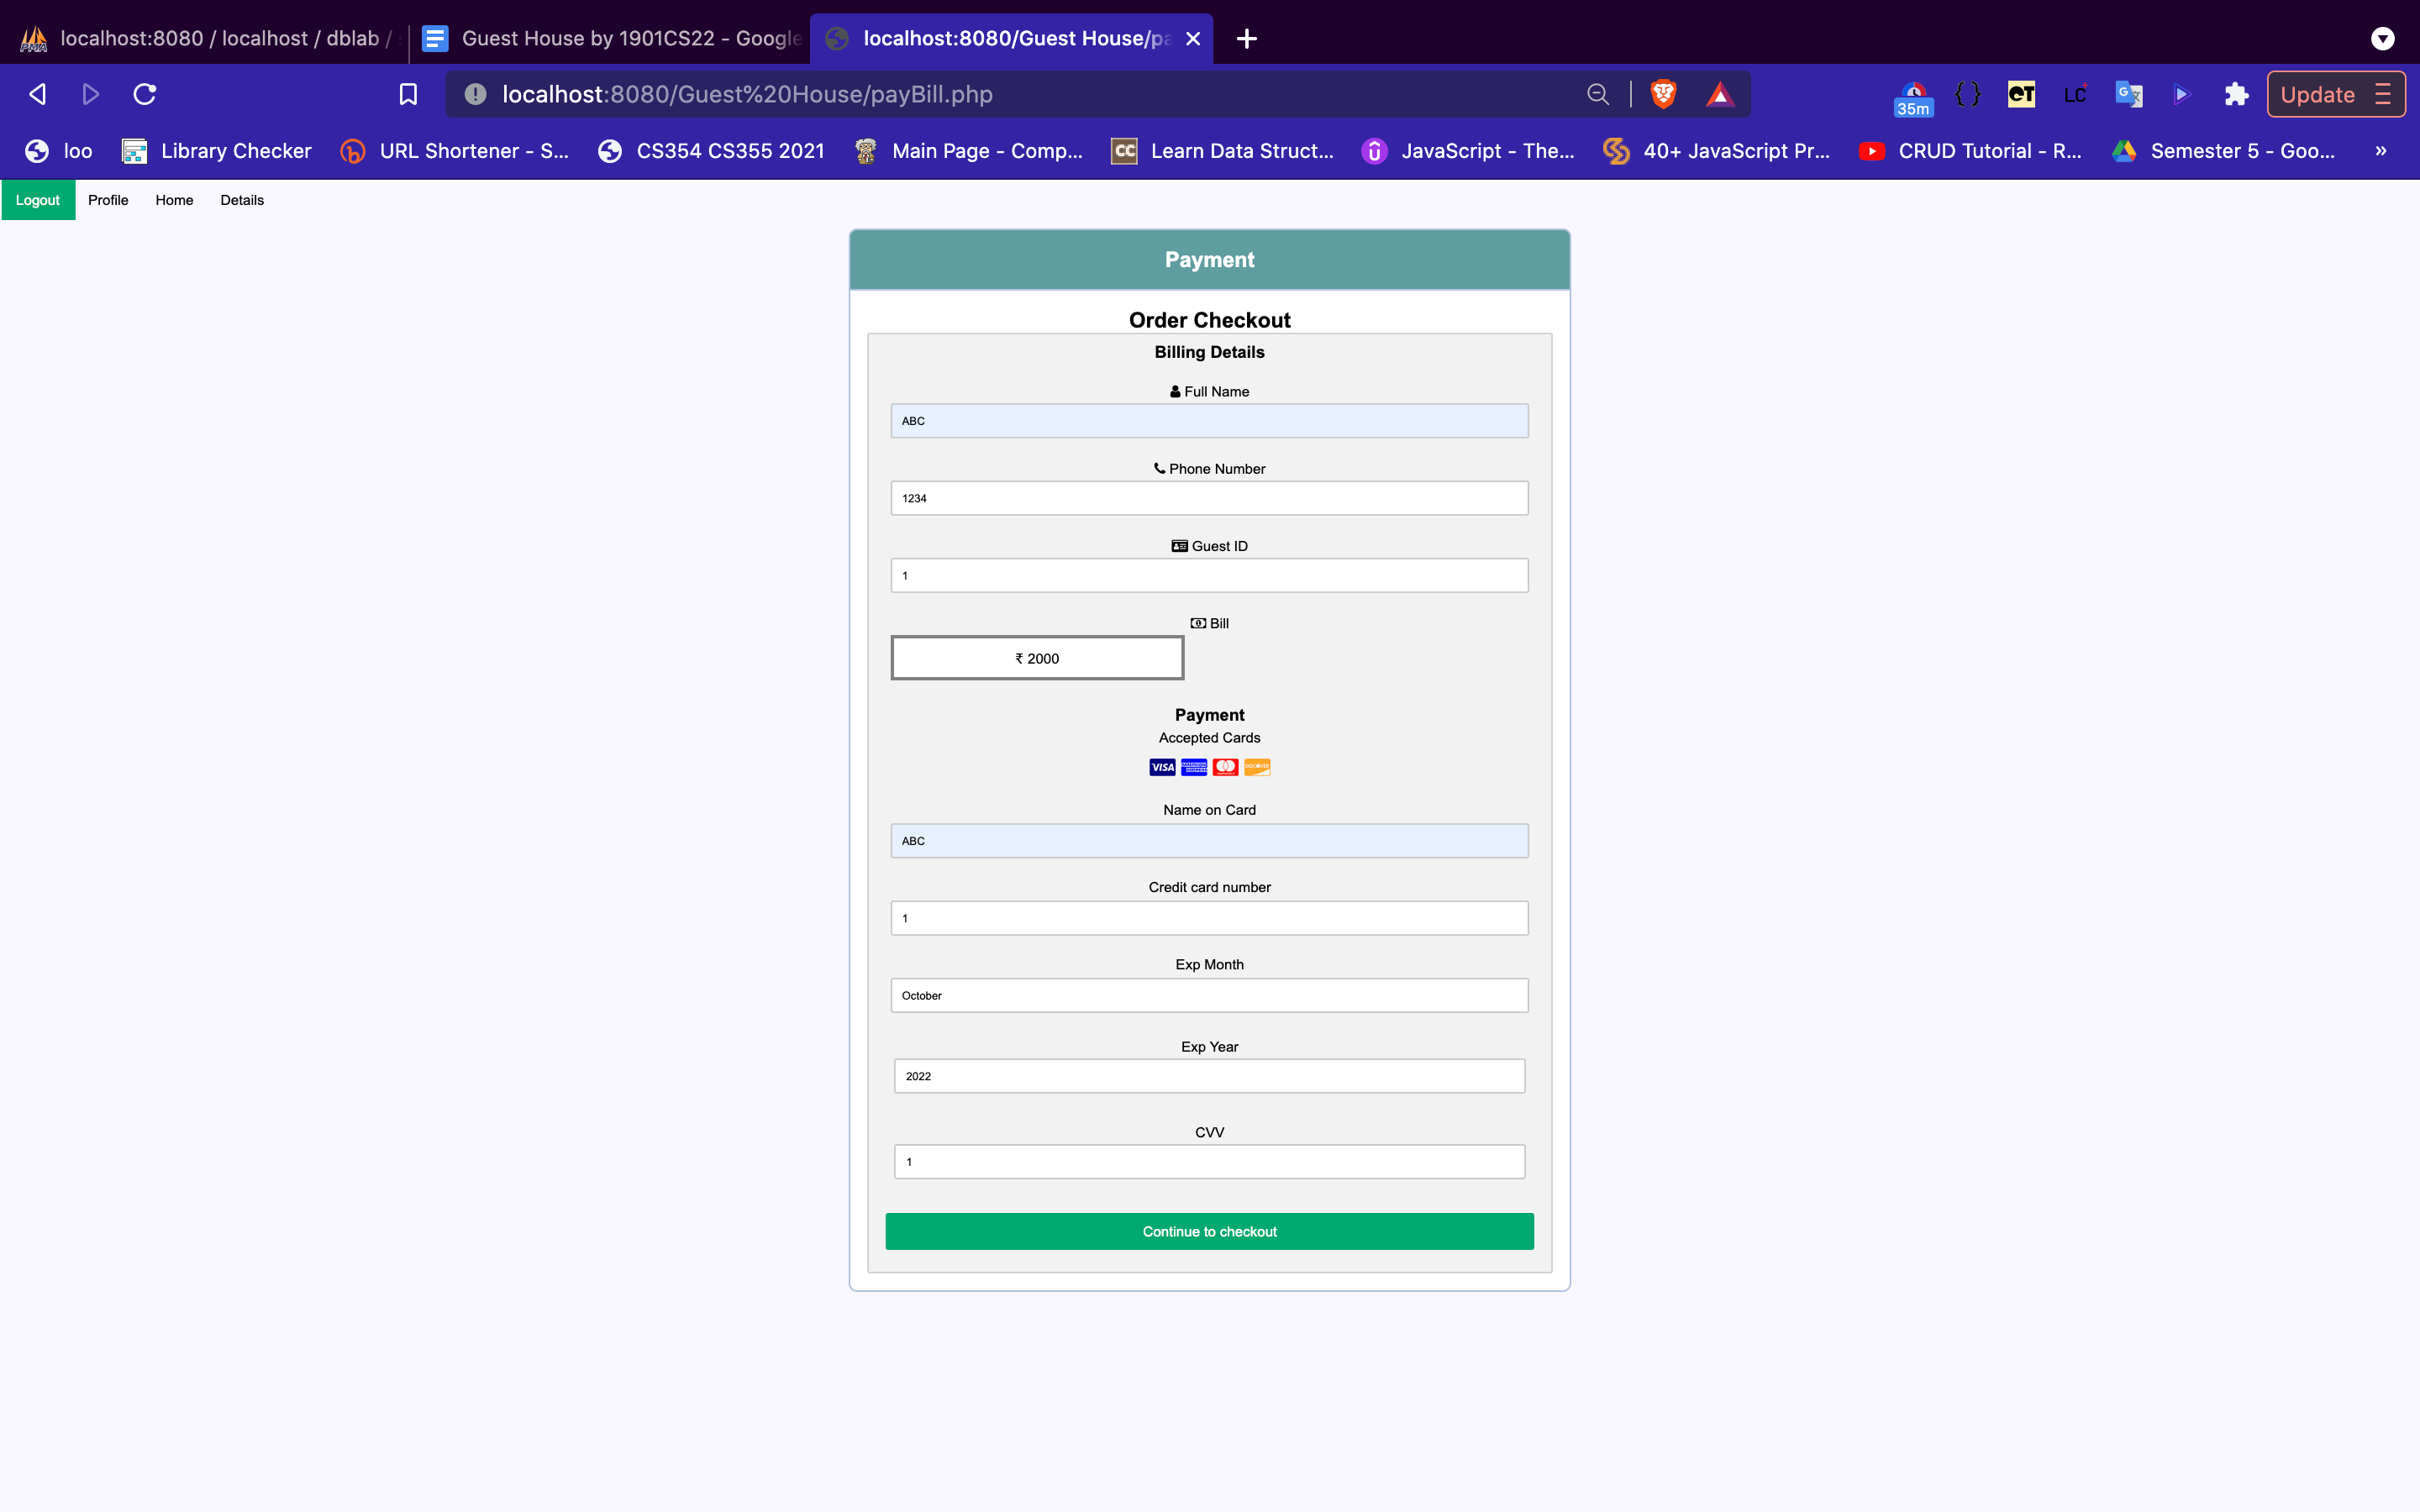 localhost:8080 / localhost / dblab /
Guest House by 1901CS22 - Google
localhost:8080/Guest House/pa
localhost:8080/Guest%20House/payBill.php
35m
Update
loo
Library Checker
URL Shortener - S...
CS354 CS355 2021
Main Page - Comp...
CC
Learn Data Struct...
JavaScript - The...
40+ JavaScript Pr...
CRUD Tutorial - R...
Semester 5 - Goo...
»
Logout
Profile
Home
Details
Payment
Order Checkout
Billing Details
Full Name
ABC
Phone Number
1234
Guest ID
1
Bill
₹ 2000
Payment
Accepted Cards
VISA
Name on Card
ABC
Credit card number
1
Exp Month
October
Exp Year
2022
CVV
1
Continue to checkout